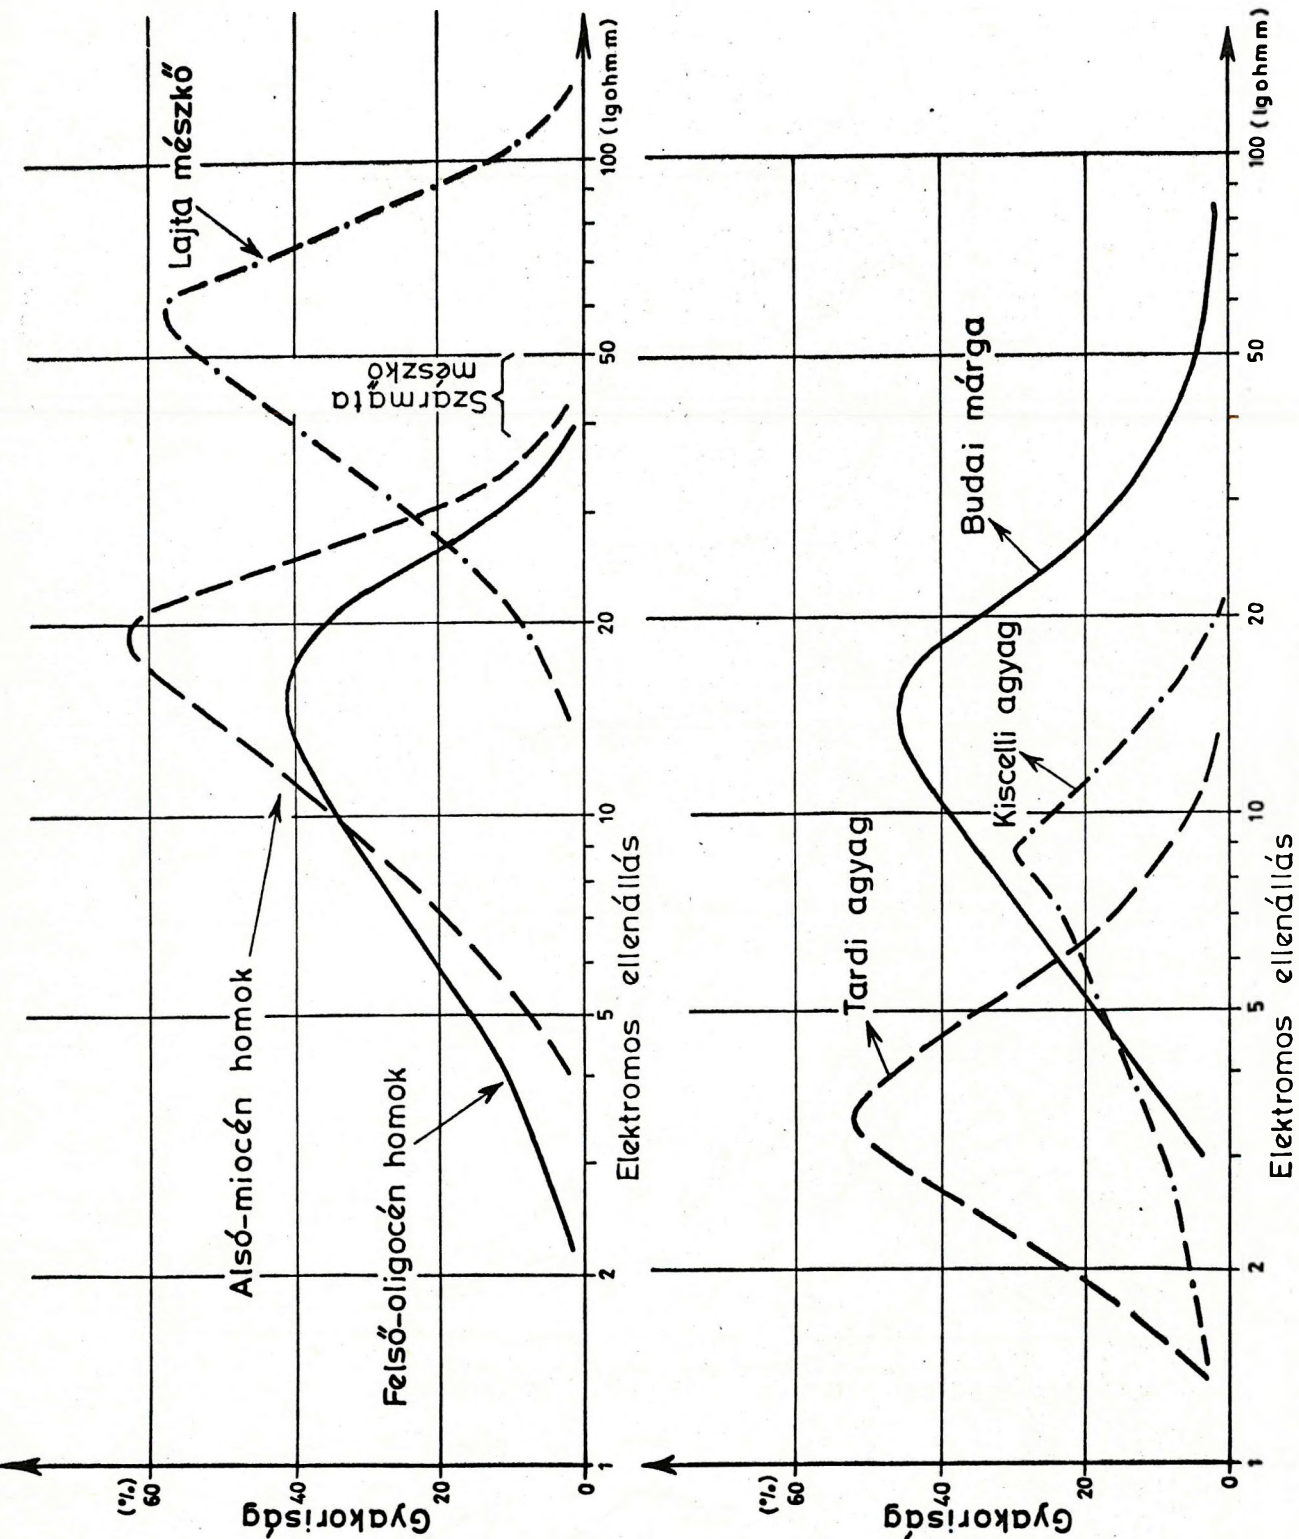 Gyakoriság
(%)
60
40
20
0
Alsó-miocén homok
Felső-oligocén homok
Lajta mészkő
Szarmata
mészkő
1
2
5
10
20
50
100 (lgohmm)
Elektromos ellenállás
Gyakoriság
(%)
60
40
20
0
Tardi agyag
Kiscelli agyag
Budai márga
1
2
5
10
20
50
100 (lgohmm)
Elektromos ellenállás